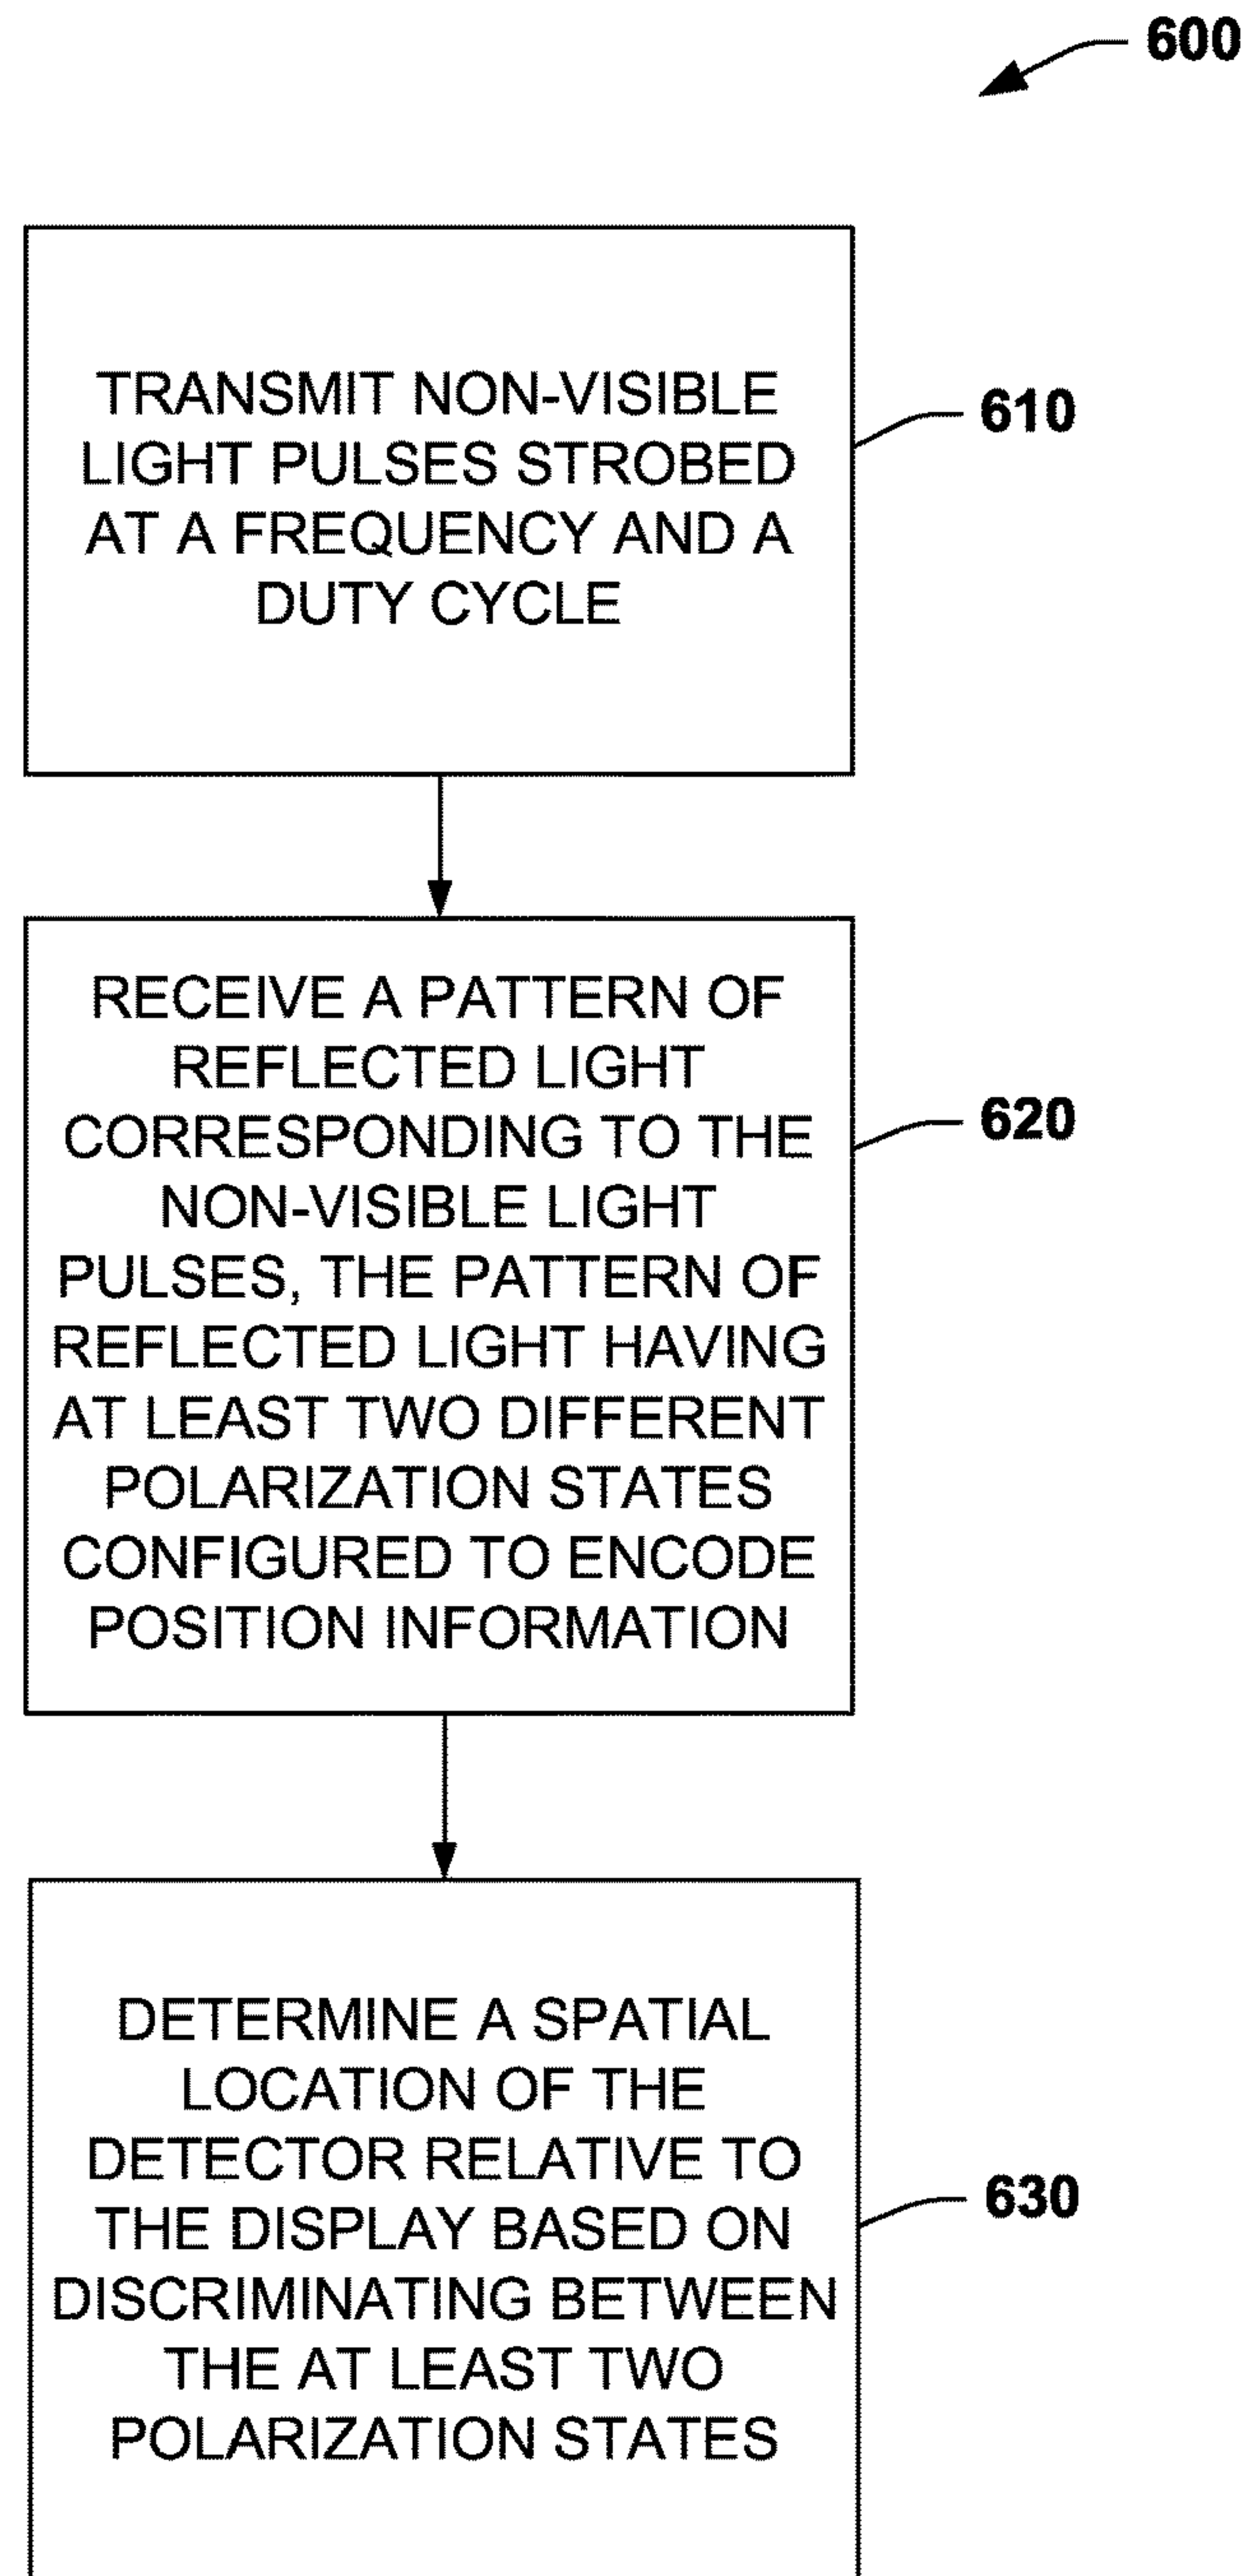 600
TRANSMIT NON-VISIBLE
LIGHT PULSES STROBED
AT A FREQUENCY AND A
DUTY CYCLE
610
RECEIVE A PATTERN OF
REFLECTED LIGHT
CORRESPONDING TO THE
NON-VISIBLE LIGHT
PULSES, THE PATTERN OF
REFLECTED LIGHT HAVING
AT LEAST TWO DIFFERENT
POLARIZATION STATES
CONFIGURED TO ENCODE
POSITION INFORMATION
620
DETERMINE A SPATIAL
LOCATION OF THE
DETECTOR RELATIVE TO
THE DISPLAY BASED ON
DISCRIMINATING BETWEEN
THE AT LEAST TWO
POLARIZATION STATES
630